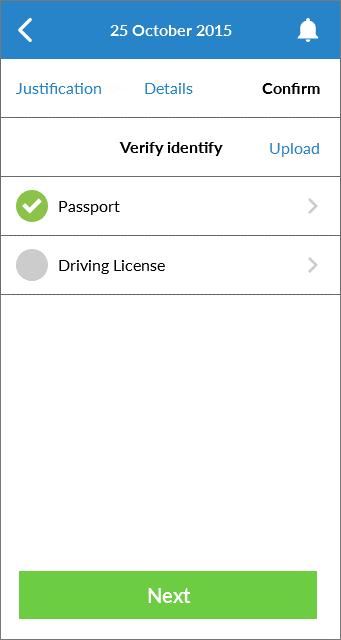 25 October 2015
Justification Details Confirm
Verify identify Upload
Passport
Driving License
Next